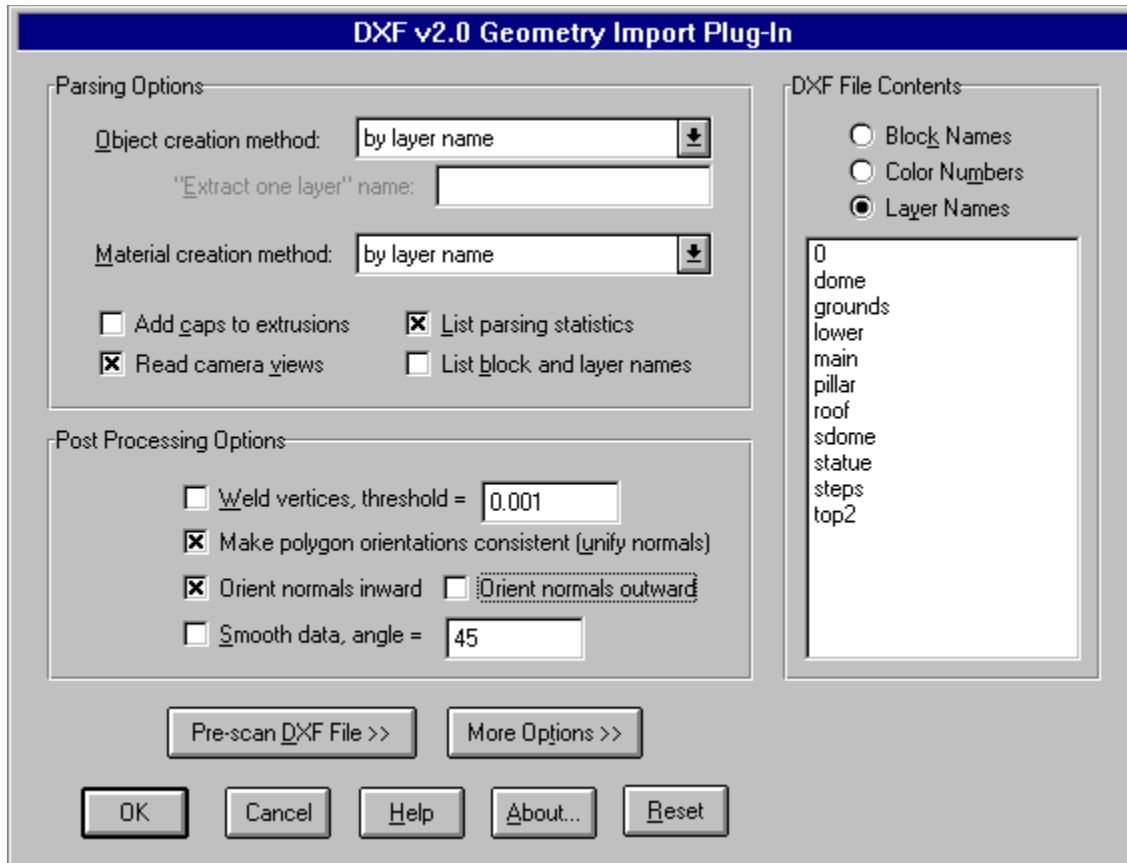 DXF v2.0 Geometry Import Plug-In
Parsing Options
Object creation method: by layer name
"Extract one layer" name:
Material creation method: by layer name
Add caps to extrusions
List parsing statistics
Read camera views
List block and layer names
Post Processing Options
Weld vertices, threshold = 0.001
Make polygon orientations consistent (unify normals)
Orient normals inward
Orient normals outward
Smooth data, angle = 45
DXF File Contents
Block Names
Color Numbers
Layer Names
0
dome
grounds
lower
main
pillar
roof
sdome
statue
steps
top2
Pre-scan DXF File >>
More Options >>
OK
Cancel
Help
About...
Reset